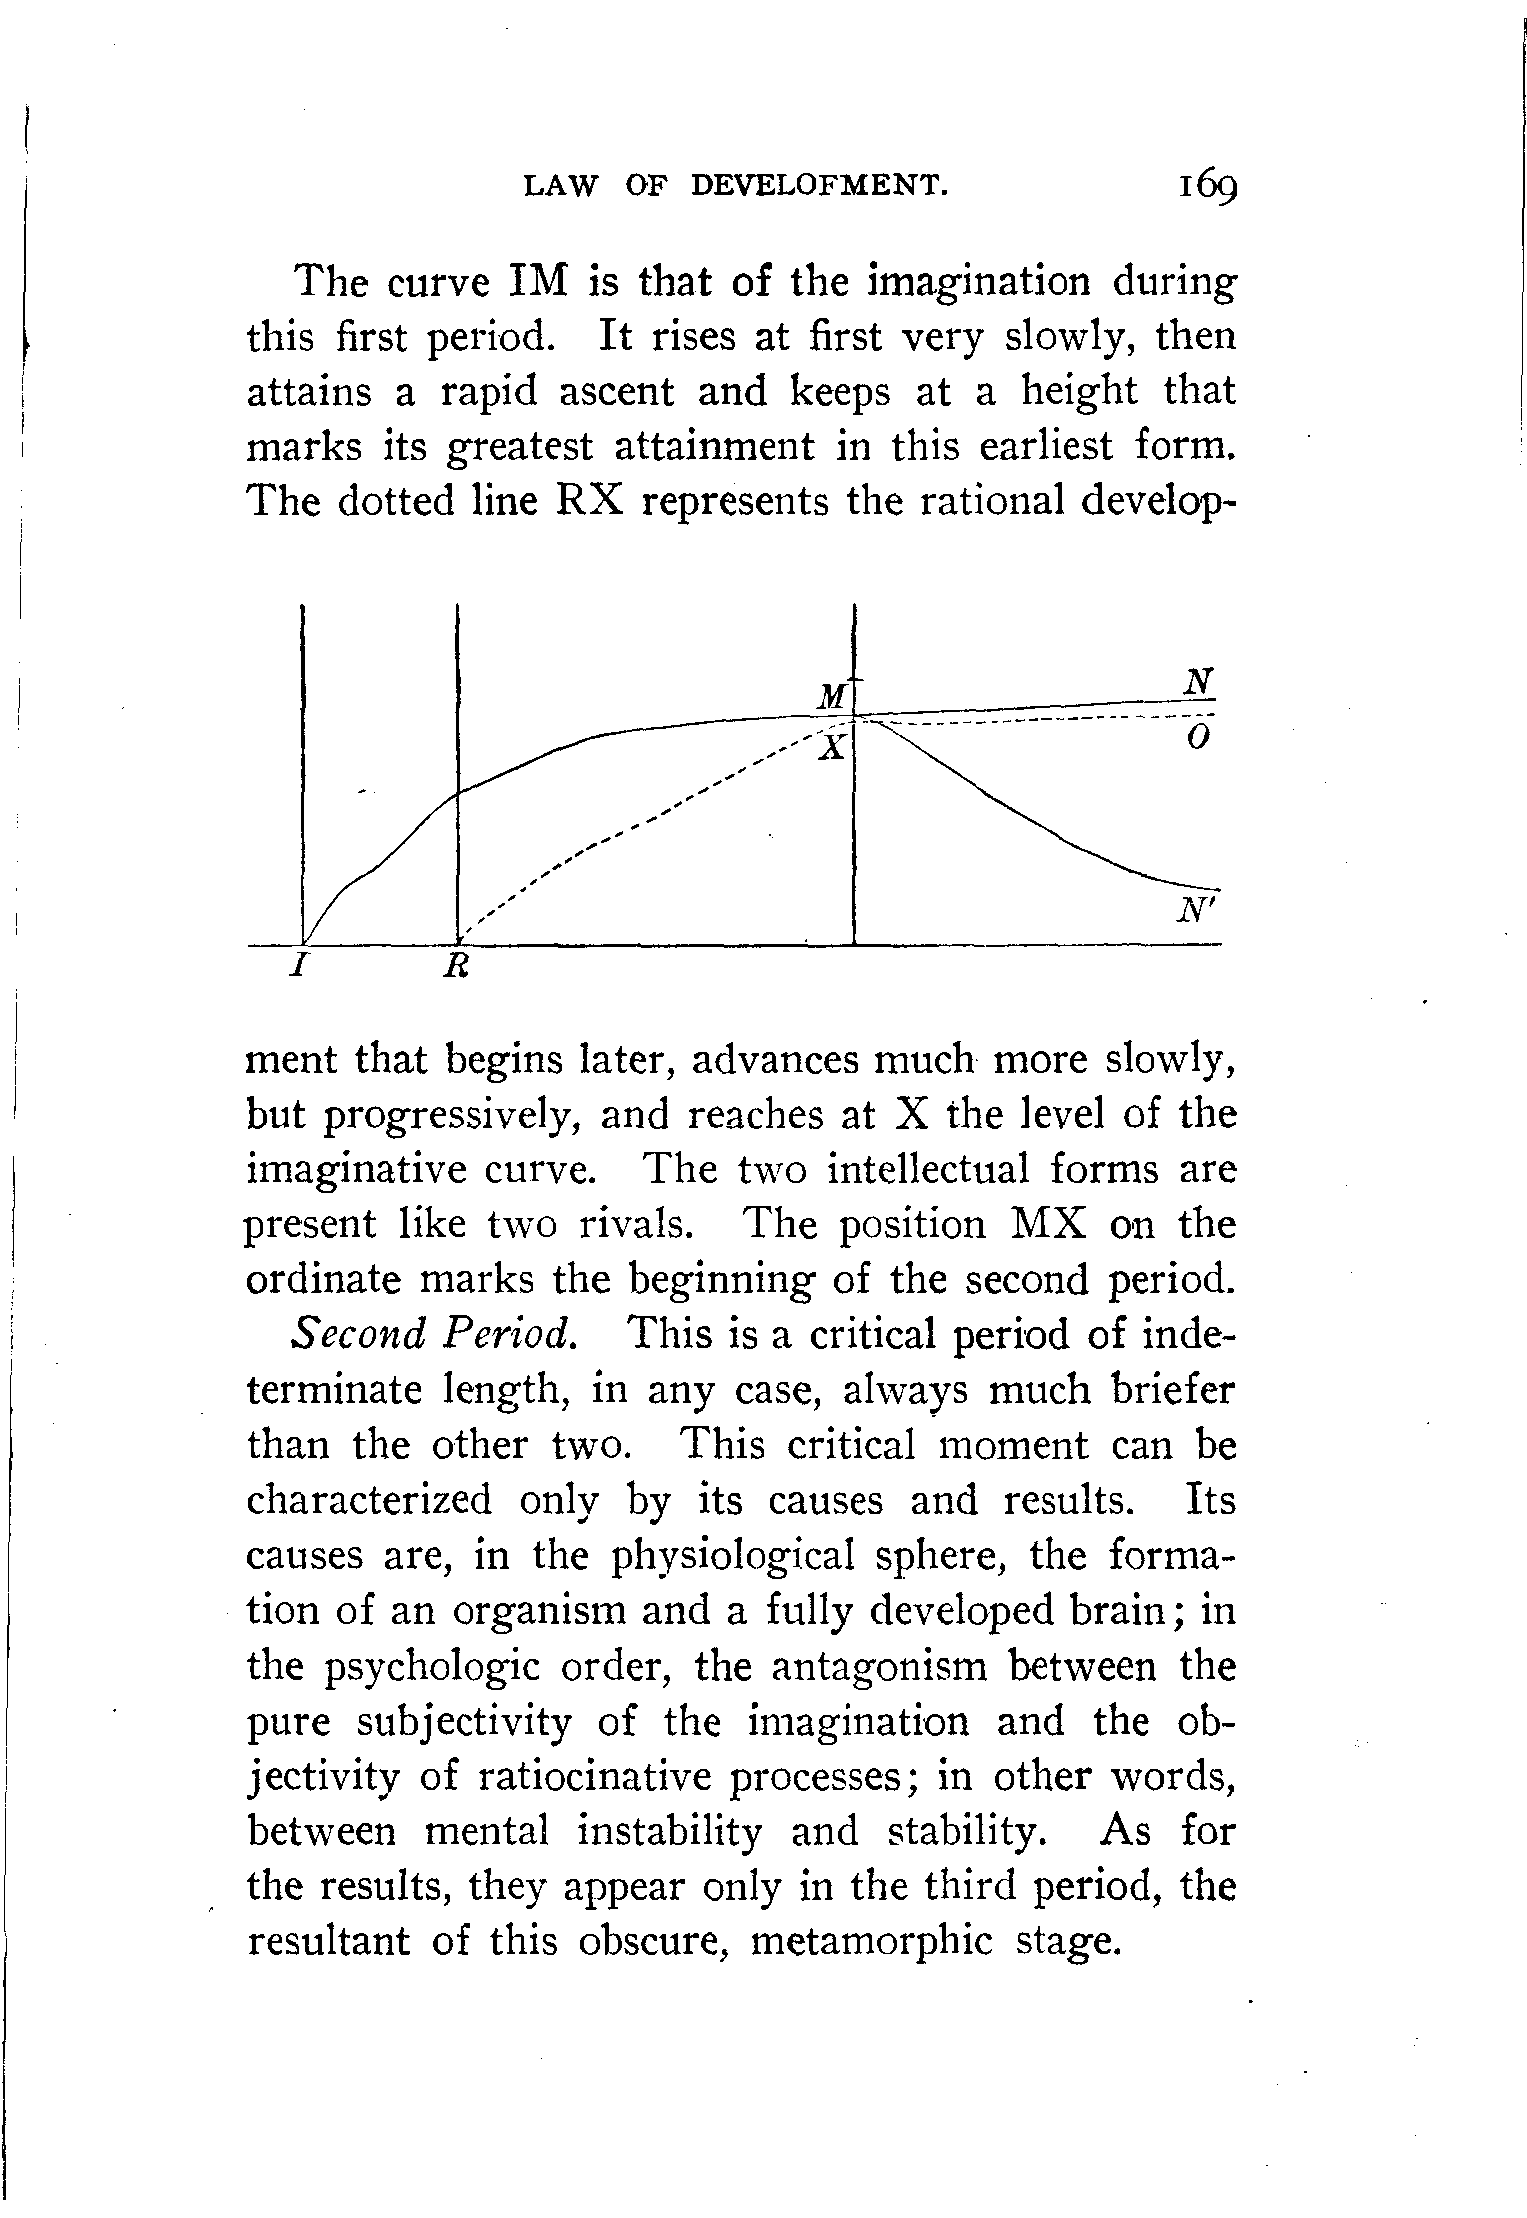 LAW OF DEVELOFMENT. 169
The curve IM is that of the imagination during
this first period. It rises at first very slowly, then
attains a rapid ascent and keeps at a height that
marks its greatest attainment in this earliest form.
The dotted line RX represents the rational develop-
M
N
X
O
N'
I R
ment that begins later, advances much more slowly,
but progressively, and reaches at X the level of the
imaginative curve. The two intellectual forms are
present like two rivals. The position MX on the
ordinate marks the beginning of the second period.
Second Period. This is a critical period of inde-
terminate length, in any case, always much briefer
than the other two. This critical moment can be
characterized only by its causes and results. Its
causes are, in the physiological sphere, the forma-
tion of an organism and a fully developed brain; in
the psychologic order, the antagonism between the
pure subjectivity of the imagination and the ob-
jectivity of ratiocinative processes; in other words,
between mental instability and stability. As for
the results, they appear only in the third period, the
resultant of this obscure, metamorphic stage.